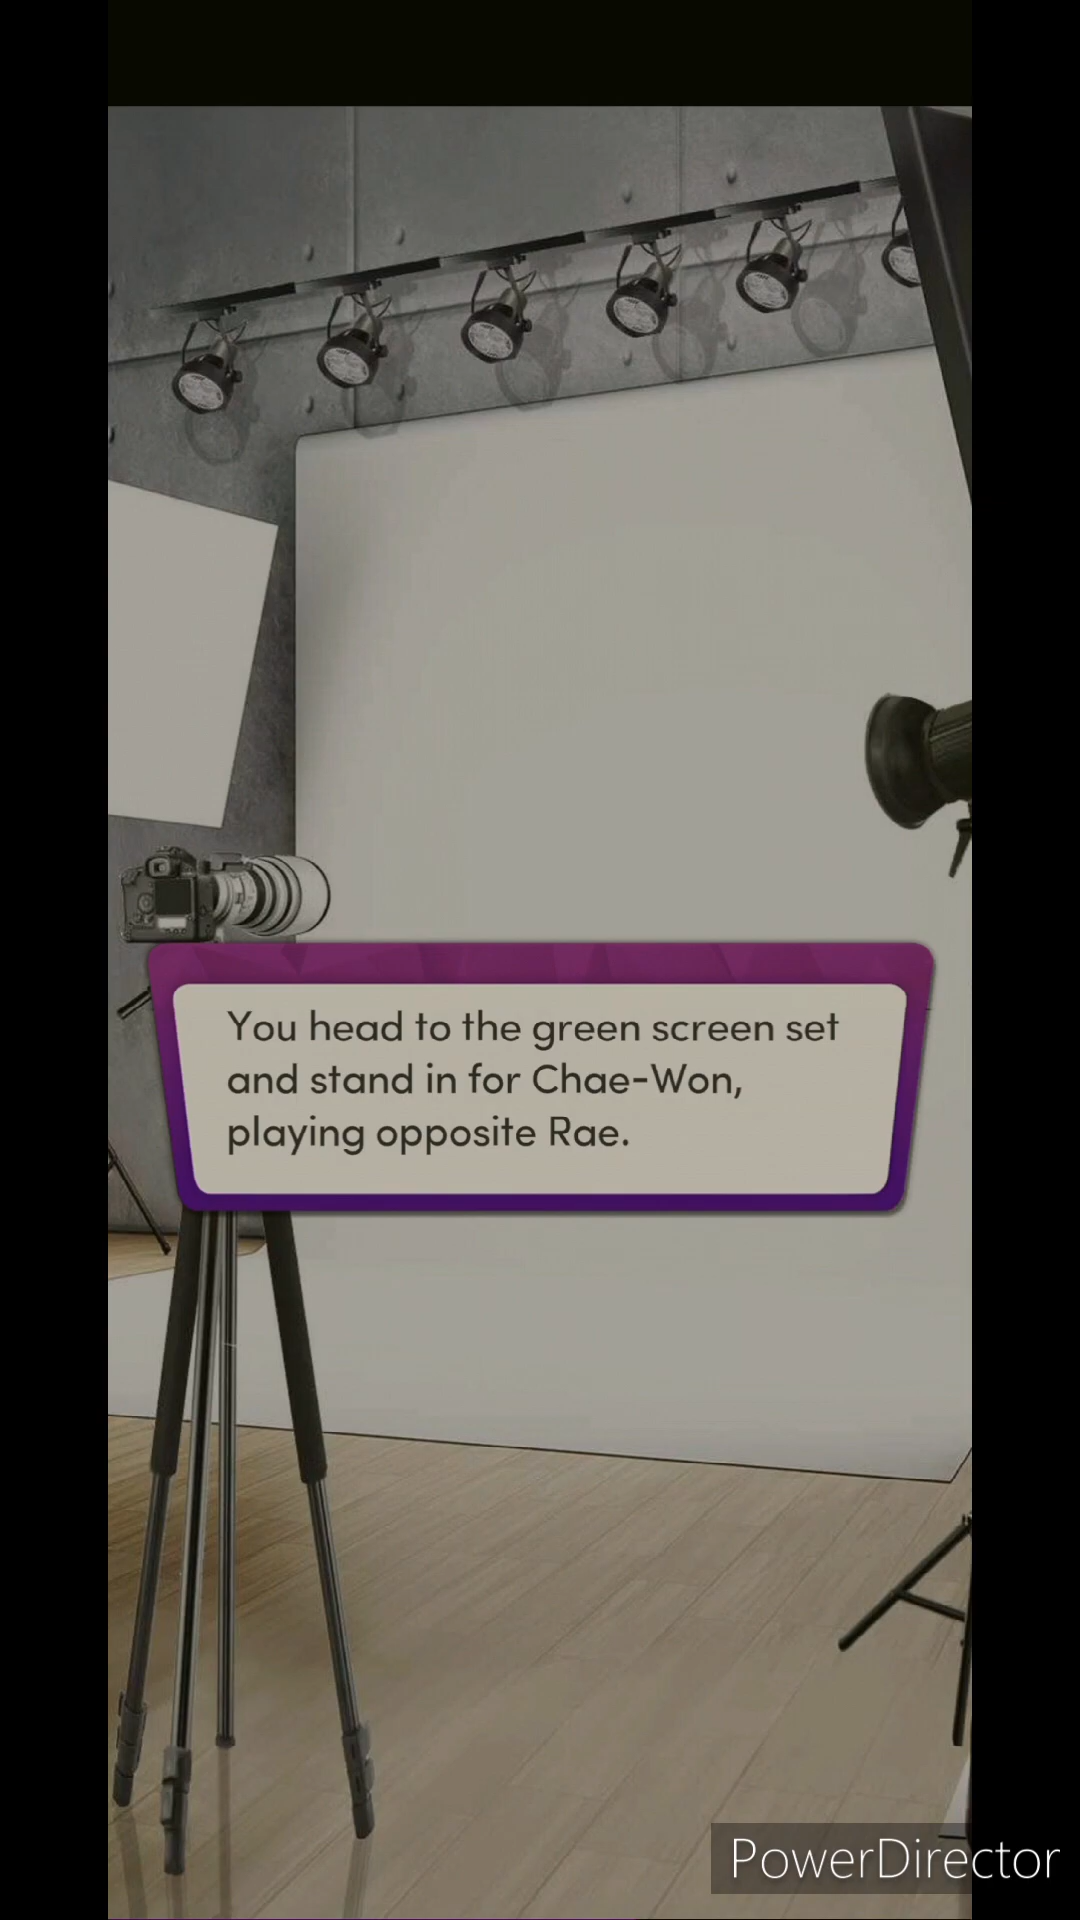 You head to the green screen set
and stand in for Chae-Won,
playing opposite Rae.
PowerDirector